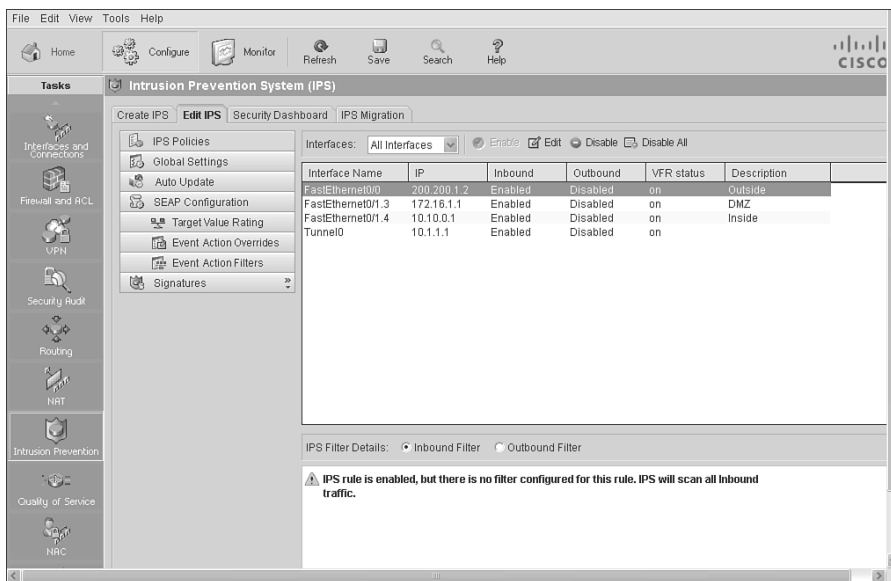 File Edit View Tools Help
Home Configure Monitor Refresh Save Search Help
CISCO
Tasks
Intrusion Prevention System (IPS)
Create IPS Edit IPS Security Dashboard IPS Migration
Interfaces and Connections
Firewall and ACL
VPN
Security Audit
Routing
NAT
Intrusion Prevention
Quality of Service
NAC
IPS Policies
Global Settings
Auto Update
SEAP Configuration
Target Value Rating
Event Action Overrides
Event Action Filters
Signatures
Interfaces: All Interfaces Enable Edit Disable Disable All
Interface Name IP Inbound Outbound VFR status Description
FastEthernet0/0 200.200.1.2 Enabled Disabled on Outside
FastEthernet0/1.3 172.16.1.1 Enabled Disabled on DMZ
FastEthernet0/1.4 10.10.0.1 Enabled Disabled on Inside
Tunnel0 10.1.1.1 Enabled Disabled on
IPS Filter Details: Inbound Filter Outbound Filter
IPS rule is enabled, but there is no filter configured for this rule. IPS will scan all Inbound
traffic.